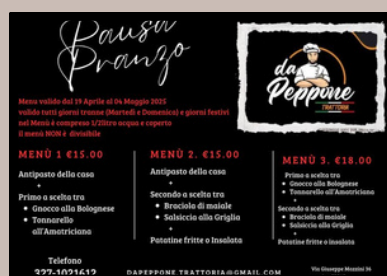 Pausa
Pranzo
da
Peppone
TRATTORIA
Menu valido dal 19 Aprile al 04 Maggio 2025
valido tutti giorni tranne (Martedì e Domenica) e giorni festivi
nel Menù è compreso 1/2litro acqua e coperto
il menù NON è divisibile
MENÙ 1 €15.00
Antipasto della casa
+
Primo a scelta tra
• Gnocco alla Bolognese
• Tonnarello
all'Amatriciana
MENÙ 2. €15.00
Antipasto della casa
+
Secondo a scelta tra
• Braciola di maiale
• Salsiccia alla Griglia
+
Patatine fritte o Insalata
MENÙ 3. €18.00
Primo a scelta tra
• Gnocco alla Bolognese
• Tonnarello
all'Amatriciana
+
Secondo a scelta tra
• Braciola di maiale
• Salsiccia alla Griglia
+
Patatine fritte o insalata
Telefono
327-1021612
DAPEPPONE.TRATTORIA@GMAIL.COM
Via Giuseppe Mazzini 36